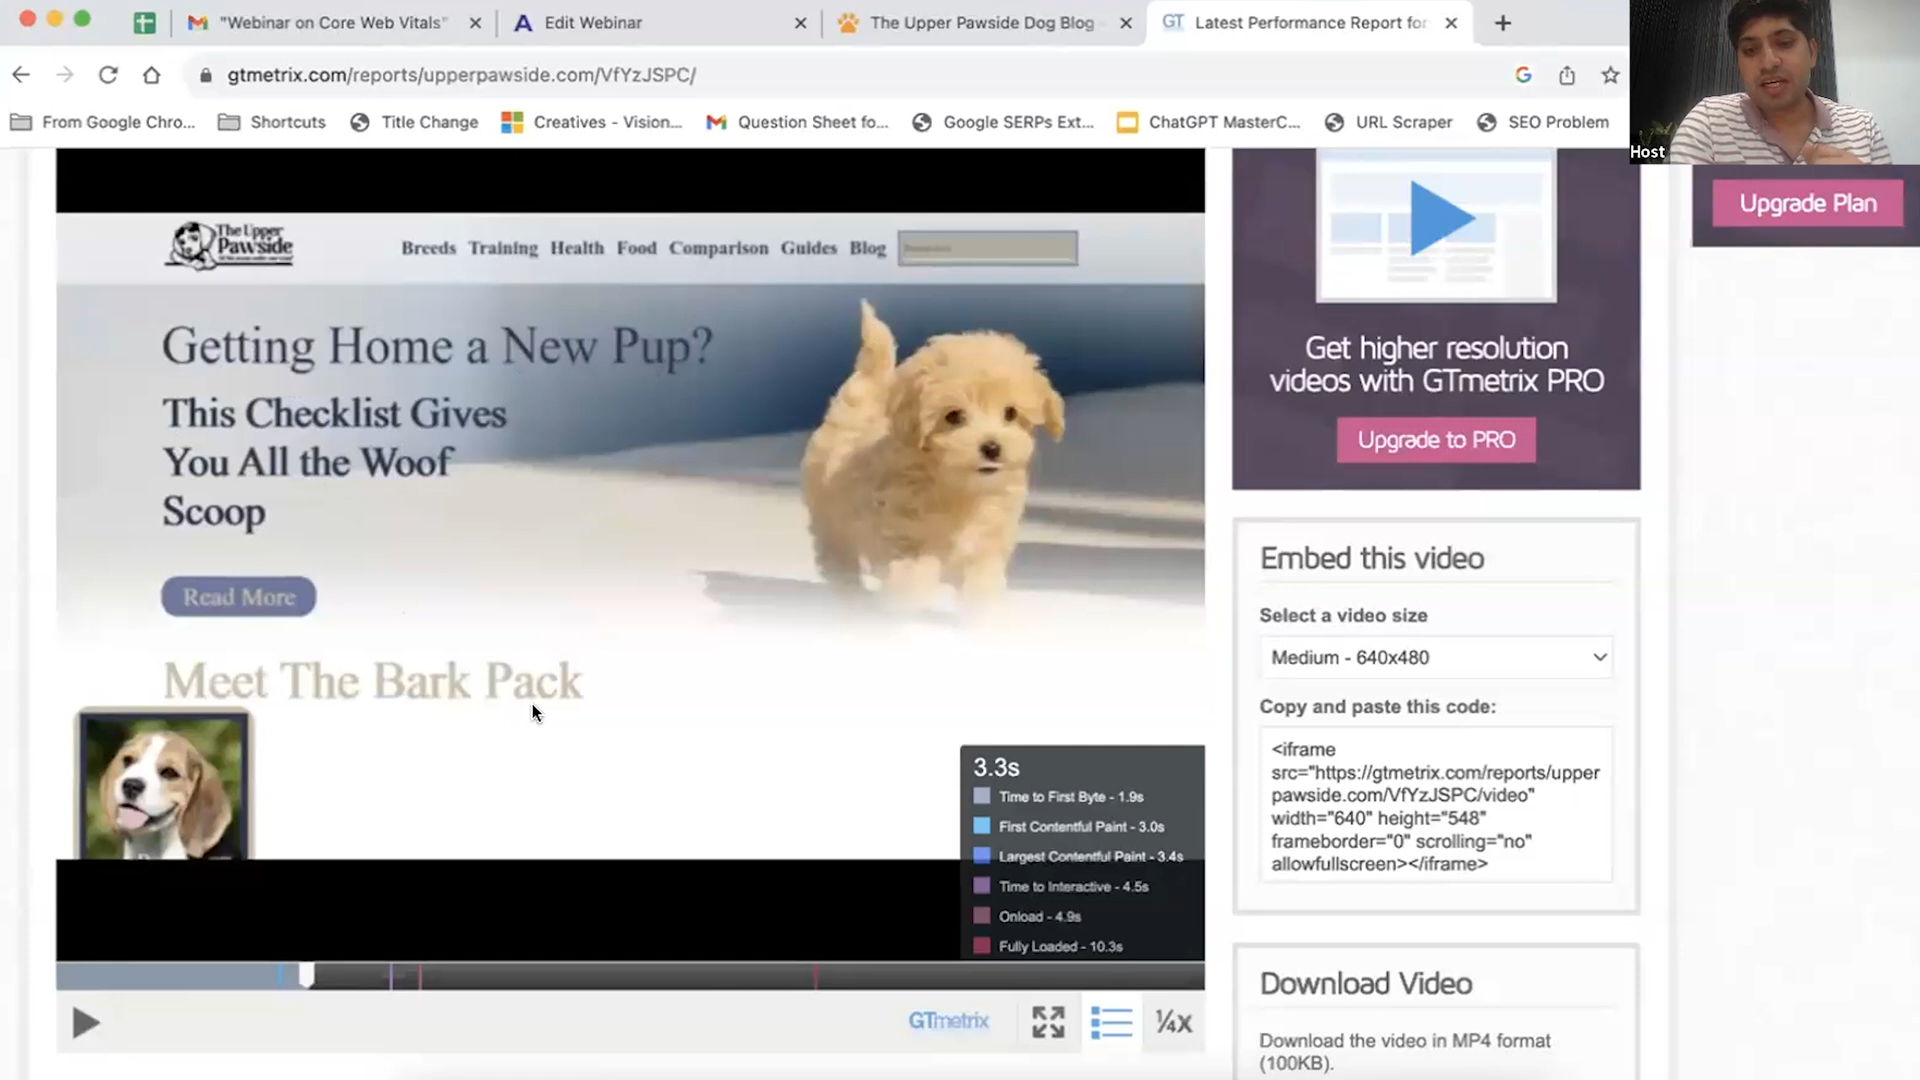 "Webinar on Core Web Vitals"
Edit Webinar
The Upper Pawside Dog Blog
GT Latest Performance Report for
gtmetrix.com/reports/upperpawside.com/VfYzJSPC/
From Google Chro...
Shortcuts
Title Change
Creatives - Vision...
Question Sheet fo...
Google SERPs Ext...
ChatGPT MasterC...
URL Scraper
SEO Problem
Host
Upgrade Plan
The Upper
Pawside
Breeds Training Health Food Comparison Guides Blog
Getting Home a New Pup?
This Checklist Gives
You All the Woof
Scoop
Read More
Meet The Bark Pack
3.3s
Time to First Byte - 1.9s
First Contentful Paint - 3.0s
Largest Contentful Paint - 3.4s
Time to Interactive - 4.5s
Onload - 4.9s
Fully Loaded - 10.3s
GTmetrix
¼x
Get higher resolution
videos with GTmetrix PRO
Upgrade to PRO
Embed this video
Select a video size
Medium - 640x480
Copy and paste this code:
<iframe
src="https://gtmetrix.com/reports/upper
pawside.com/VfYzJSPC/video"
width="640" height="548"
frameborder="0" scrolling="no"
allowfullscreen></iframe>
Download Video
Download the video in MP4 format
(100KB).